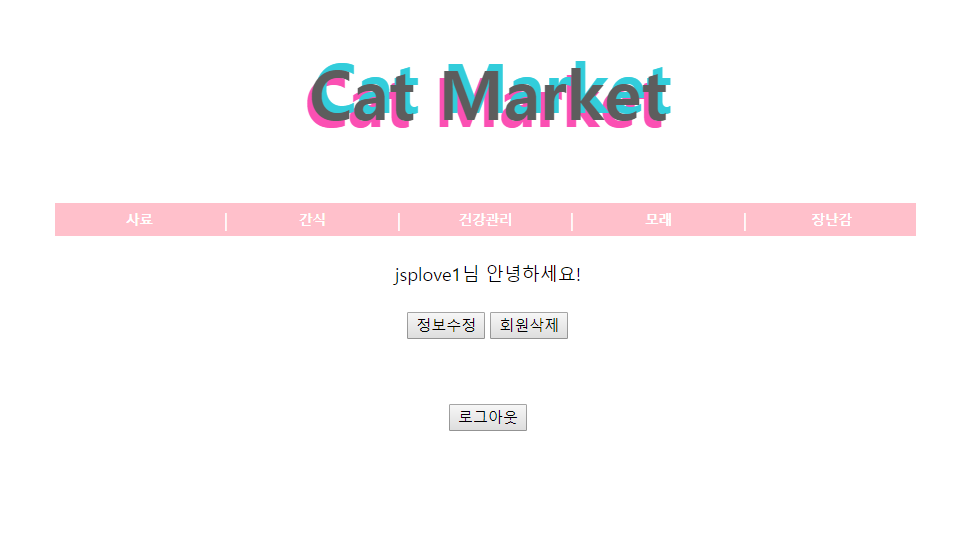 Cat Market
사료 | 간식 | 건강관리 | 모래 | 장난감
jsplove1님 안녕하세요!
정보수정 회원삭제
로그아웃